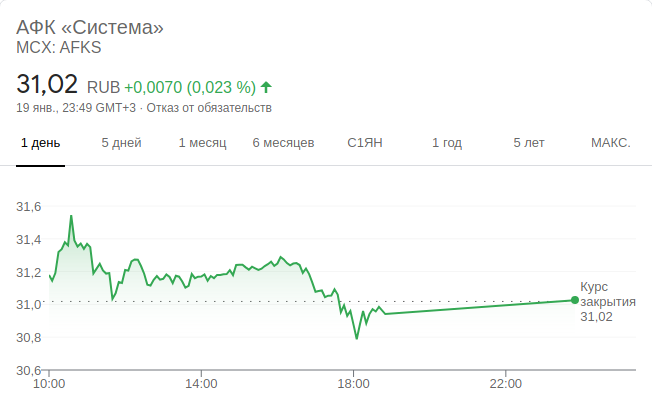 АФК «Система»
MCX: AFKS
31,02 RUB +0,0070 (0,023 %)
19 янв., 23:49 GMT+3 · Отказ от обязательств
1 день 5 дней 1 месяц 6 месяцев С1ЯН 1 год 5 лет МАКС.
31,6
31,4
31,2
31,0
30,8
30,6
Курс
закрытия
31,02
10:00 14:00 18:00 22:00